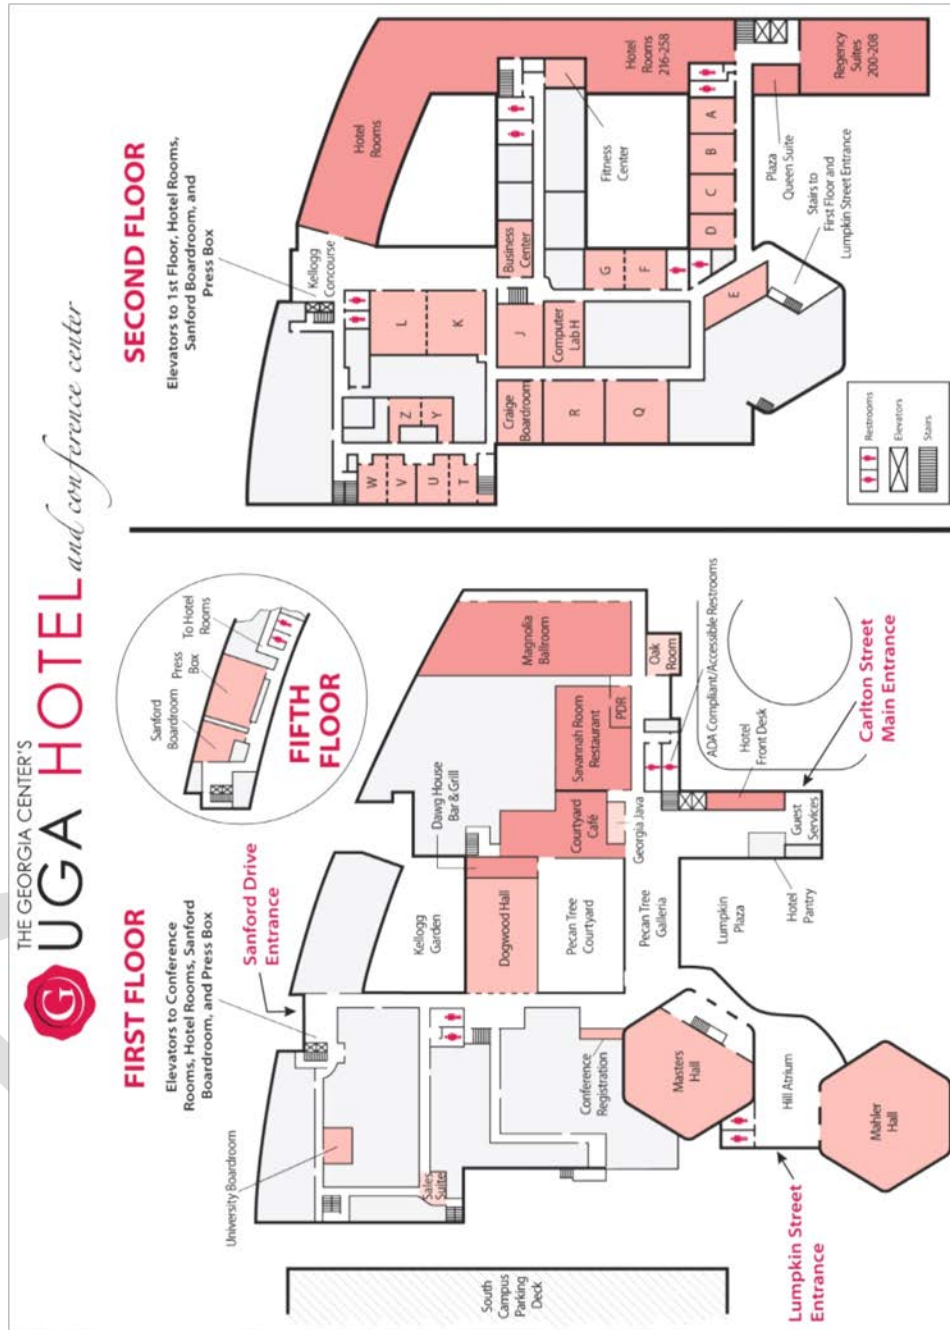 THE GEORGIA CENTER'S
G
UGA HOTEL and conference center
FIRST FLOOR
Elevators to Conference
Rooms, Hotel Rooms, Sanford
Boardroom, and Press Box
Sanford Drive
Entrance
University Boardroom
Sales
Suite
Kellogg
Garden
Dawg House
Bar & Grill
Dogwood Hall
Pecan Tree
Courtyard
Courtyard
Café
Savannah Room
Restaurant
PDR
Magnolia
Ballroom
Oak
Room
Georgia Java
Pecan Tree
Galleria
Conference
Registration
Masters
Hall
Hill Atrium
Mahler
Hall
Lumpkin
Plaza
Hotel
Pantry
Guest
Services
Hotel
Front Desk
ADA Compliant/Accessible Restrooms
Carlton Street
Main Entrance
Lumpkin Street
Entrance
South
Campus
Parking
Deck
FIFTH
FLOOR
Sanford
Boardroom
Press
Box
To Hotel
Rooms
SECOND FLOOR
Elevators to 1st Floor, Hotel Rooms,
Sanford Boardroom, and
Press Box
Kellogg
Concourse
Hotel
Rooms
Hotel
Rooms
216-258
Regency
Suites
200-208
Plaza
Queen Suite
Fitness
Center
Business
Center
L
K
Z
Y
W
V
U
T
J
Computer
Lab H
Craige
Boardroom
R
Q
G
F
E
D
C
B
A
Stairs to
First Floor and
Lumpkin Street Entrance
Restrooms
Elevators
Stairs